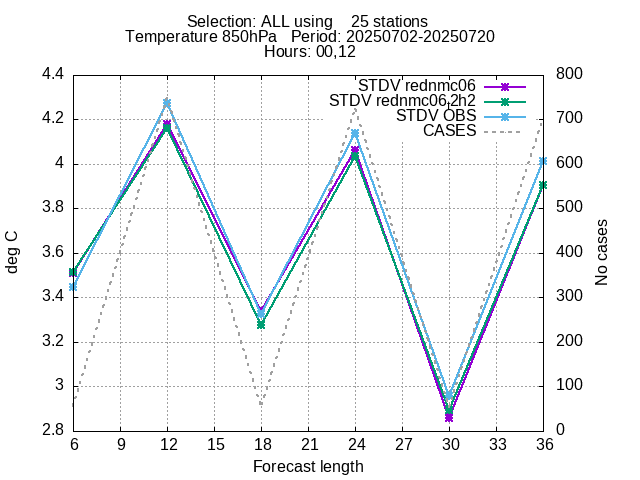 Selection: ALL using 25 stations
Temperature 850hPa Period: 20250702-20250720
Hours: 00,12
STDV rednmc06
STDV rednmc06,2h2
STDV OBS
CASES
4.4
4.2
4
3.8
3.6
3.4
3.2
3
2.8
deg C
800
700
600
500
400
300
200
100
0
No cases
6 9 12 15 18 21 24 27 30 33 36
Forecast length